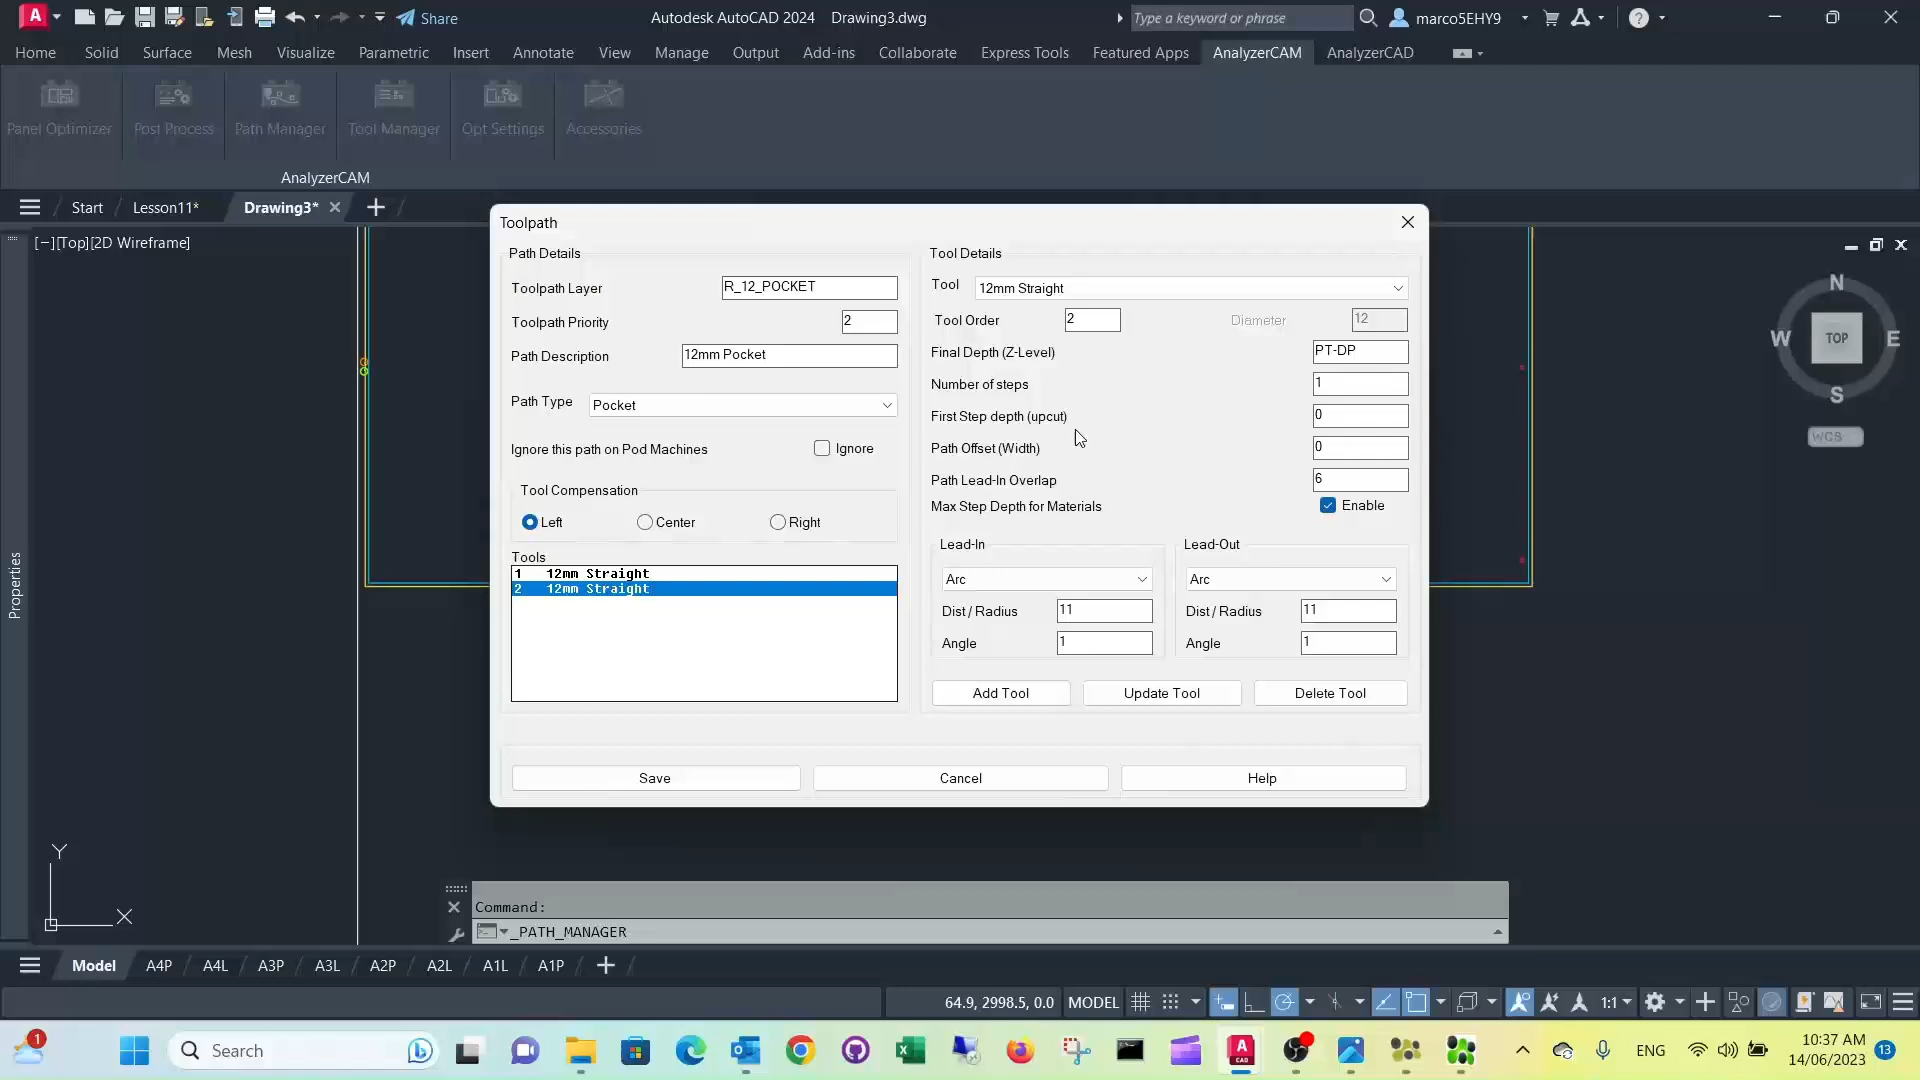 Share
Autodesk AutoCAD 2024 Drawing3.dwg
Type a keyword or phrase
marco5EHY9
Home Solid Surface Mesh Visualize Parametric Insert Annotate View Manage Output Add-ins Collaborate Express Tools Featured Apps AnalyzerCAM AnalyzerCAD
Panel Optimizer Post Process Path Manager Tool Manager Opt Settings Accessories
AnalyzerCAM
Start Lesson11* Drawing3*
[−][Top][2D Wireframe]
Toolpath
Path Details
Toolpath Layer R_12_POCKET
Toolpath Priority 2
Path Description 12mm Pocket
Path Type Pocket
Ignore this path on Pod Machines Ignore
Tool Compensation
Left Center Right
Tools
1 12mm Straight
2 12mm Straight
Tool Details
Tool 12mm Straight
Tool Order 2 Diameter 12
Final Depth (Z-Level) PT-DP
Number of steps 1
First Step depth (upcut) 0
Path Offset (Width) 0
Path Lead-In Overlap 6
Max Step Depth for Materials Enable
Lead-In
Arc
Dist / Radius 11
Angle 1
Lead-Out
Arc
Dist / Radius 11
Angle 1
Add Tool Update Tool Delete Tool
Save Cancel Help
N
W TOP E
S
WCS
Properties
Y
X
Command:
_PATH_MANAGER
Model A4P A4L A3P A3L A2P A2L A1L A1P
64.9, 2998.5, 0.0 MODEL 1:1
1
Search
A
CAD
ENG
10:37 AM
14/06/2023
13